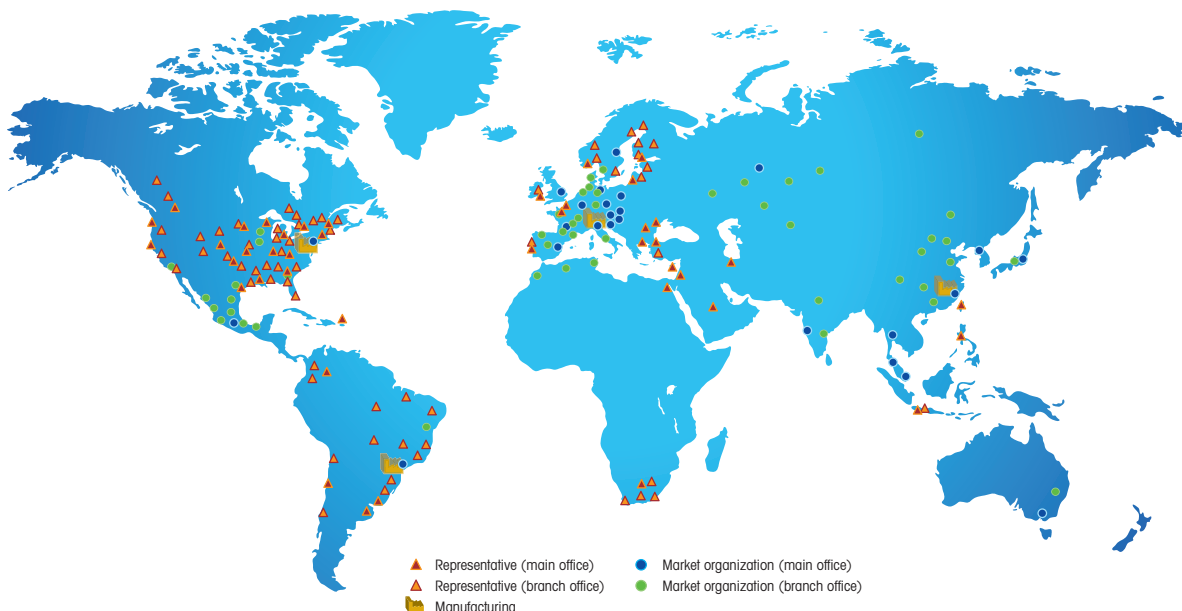 Representative (main office)
Representative (branch office)
Manufacturing
Market organization (main office)
Market organization (branch office)